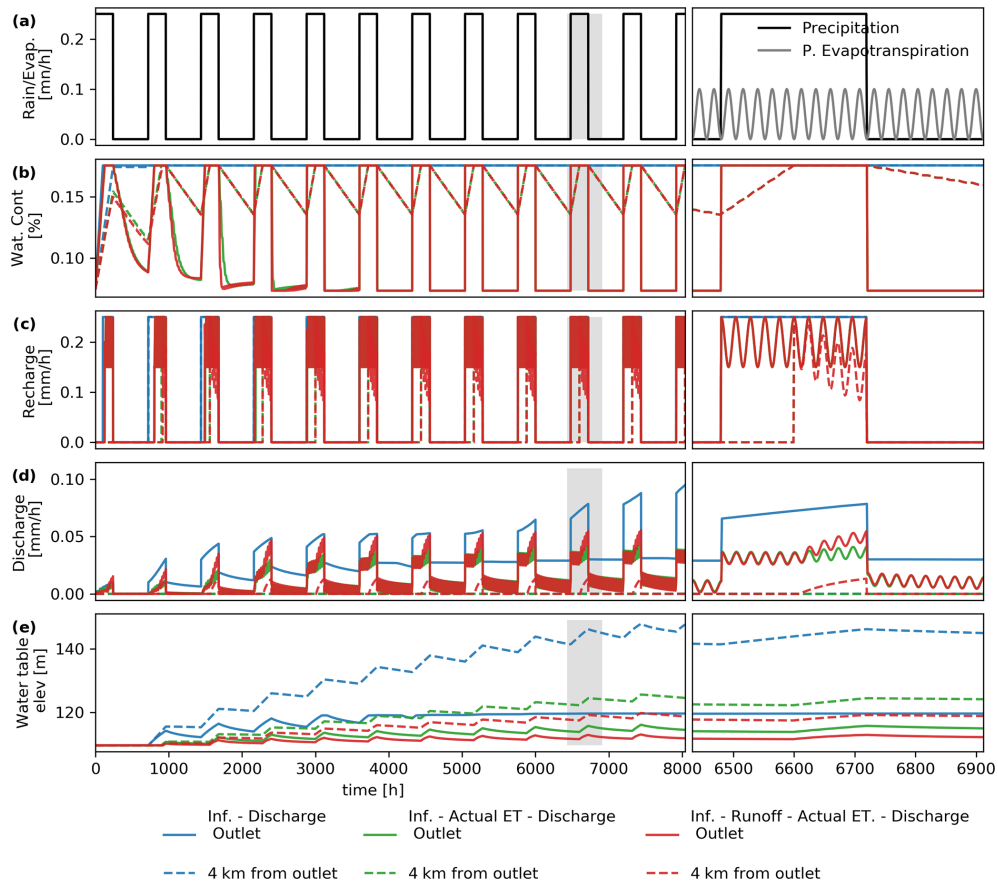 (a)
Rain/Evap.
[mn/h]
0.2
0.1
0.0
Precipitation
P. Evapotranspiration
(b)
Wat. Cont
[%]
0.15
0.10
(c)
Recharge
[mm/h]
0.2
0.1
0.0
(d)
Discharge
[mm/h]
0.10
0.05
0.00
(e)
Water table
elev [m]
140
120
0 1000 2000 3000 4000 5000 6000 7000 8000 6500 6600 6700 6800 6900
time [h]
Inf. - Discharge Inf. - Actual ET - Discharge Inf. - Runoff - Actual ET. - Discharge
Outlet Outlet Outlet
4 km from outlet 4 km from outlet 4 km from outlet